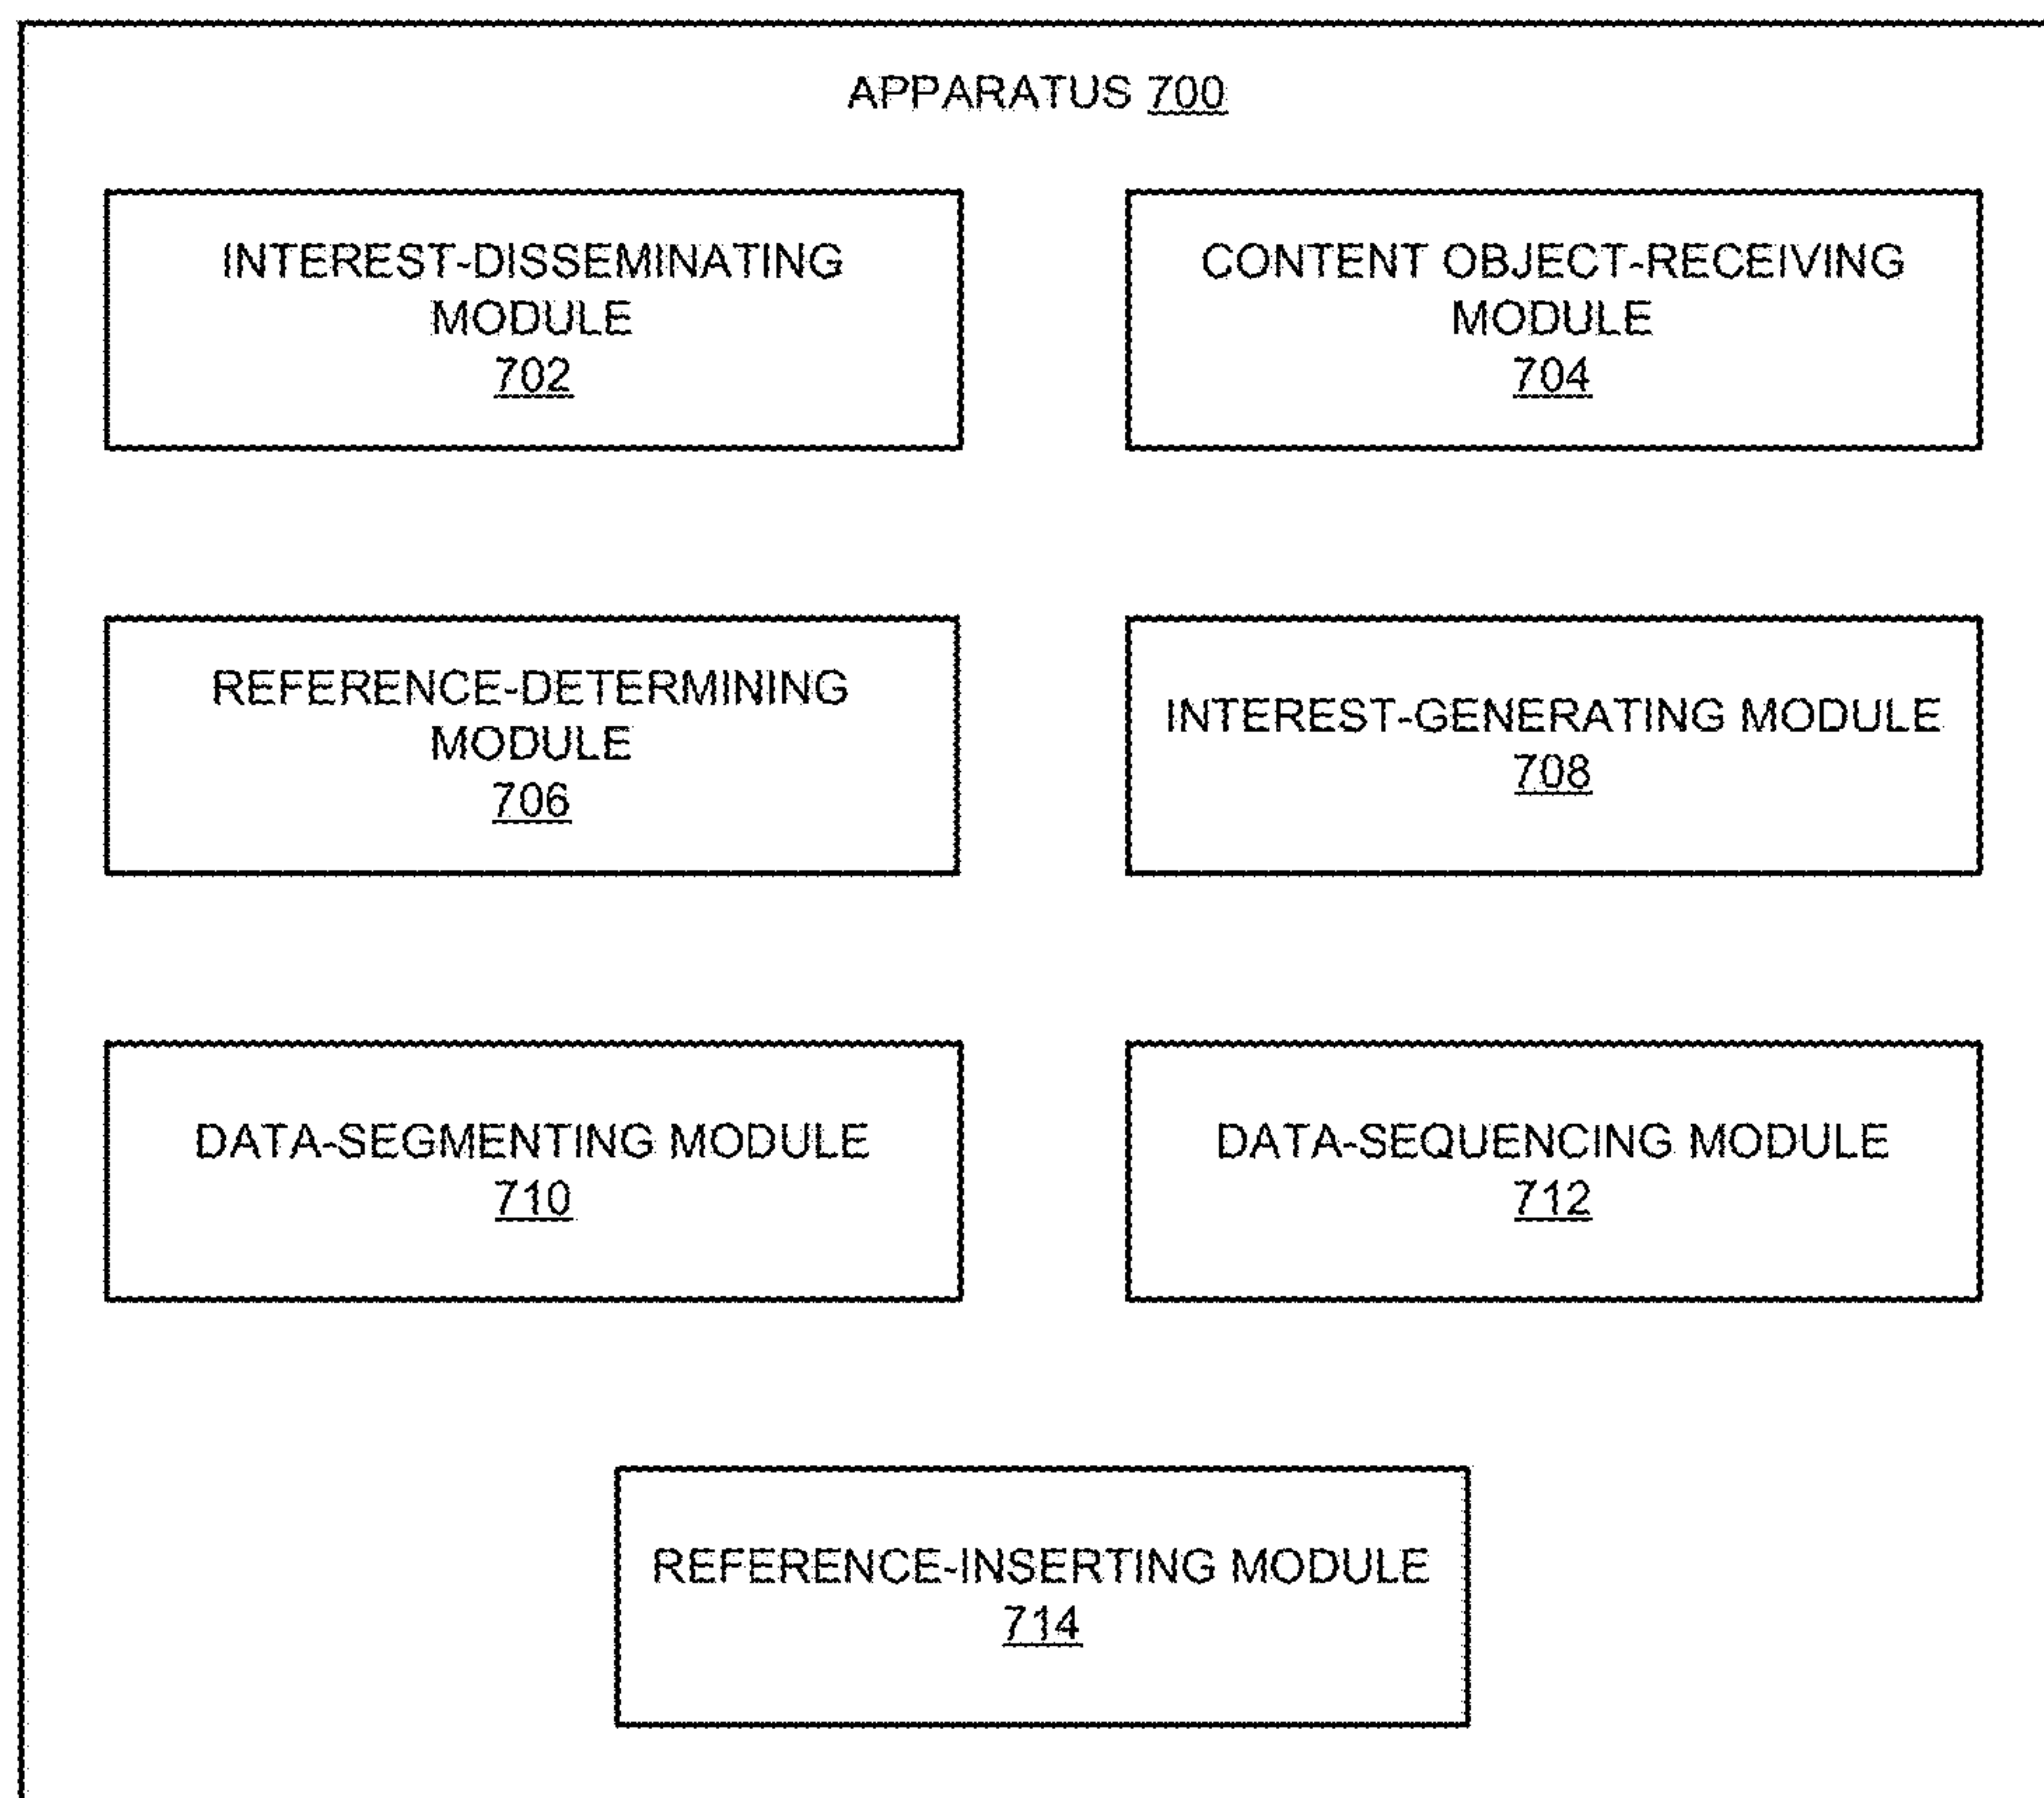 APPARATUS 700
INTEREST-DISSEMINATING
MODULE
702
CONTENT OBJECT-RECEIVING
MODULE
704
REFERENCE-DETERMINING
MODULE
706
INTEREST-GENERATING MODULE
708
DATA-SEGMENTING MODULE
710
DATA-SEQUENCING MODULE
712
REFERENCE-INSERTING MODULE
714